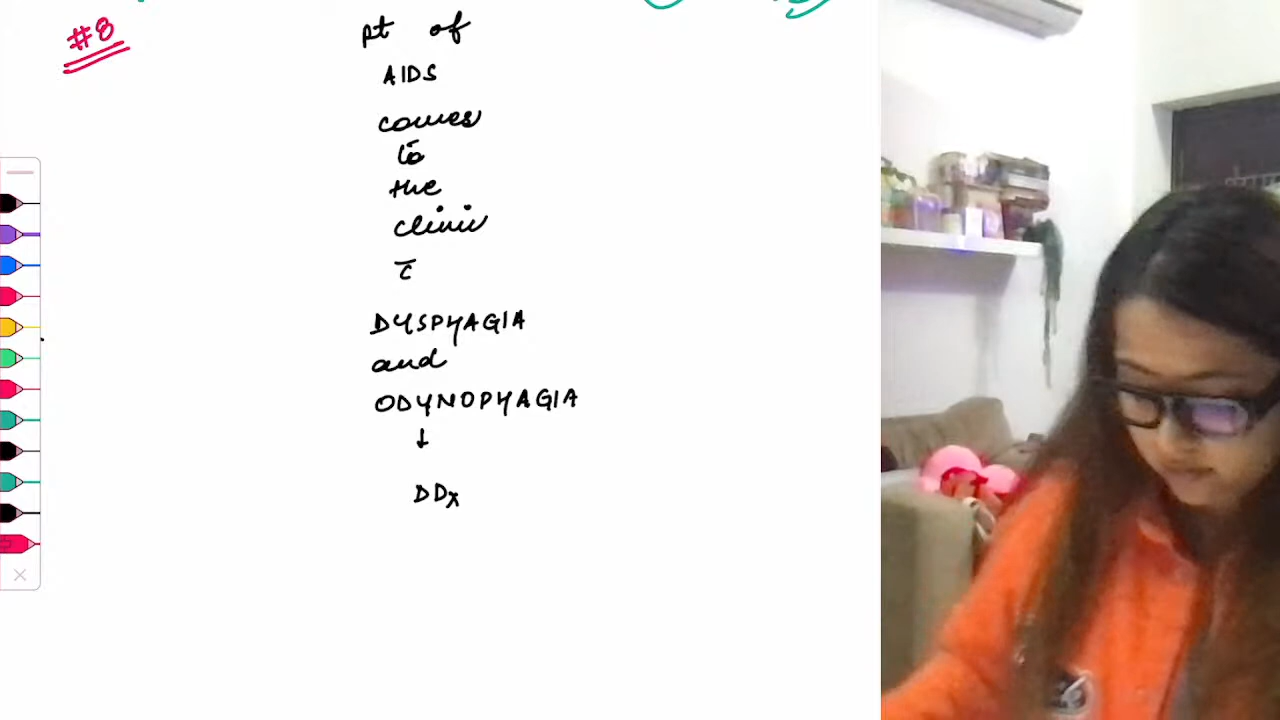 #8
pt of
AIDS
comes
to
the
clinic
c̄
DYSPHAGIA
and
ODYNOPHAGIA
↓
DDx